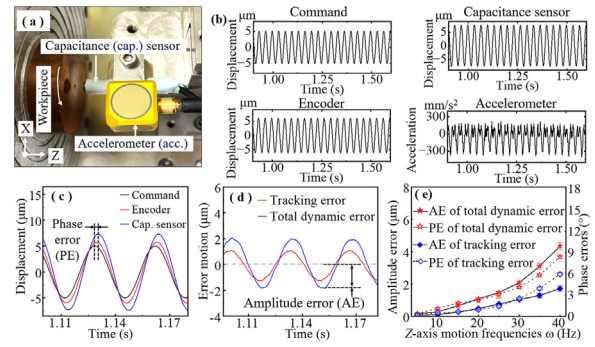 ( a )
Capacitance (cap.) sensor
Workpiece
Accelerometer (acc.)
X
Z
(b)
Command
μm
5
0
-5
Displacement
1.00
1.25
1.50
Time (s)
Capacitance sensor
μm
5
0
-5
Displacement
1.00
1.25
1.50
Time (s)
Encoder
μm
5
0
-5
Displacement
1.00
1.25
1.50
Time (s)
Accelerometer
mm/s²
300
0
-300
Acceleration
1.00
1.25
1.50
Time (s)
( c )
Command
Encoder
Cap. sensor
Phase
error
(PE)
Displacement (μm)
15
10
5
0
-5
1.11
1.14
1.17
Time (s)
( d )
Tracking error
Total dynamic error
Amplitude error (AE)
Error motion (μm)
6
4
2
0
-2
-4
1.11
1.14
1.17
Time (s)
( e )
AE of total dynamic error
PE of total dynamic error
AE of tracking error
PE of tracking error
Amplitude error (μm)
8
6
4
2
0
Phase errors (°)
18
15
12
9
6
3
0
10
20
30
40
Z-axis motion frequencies ω (Hz)